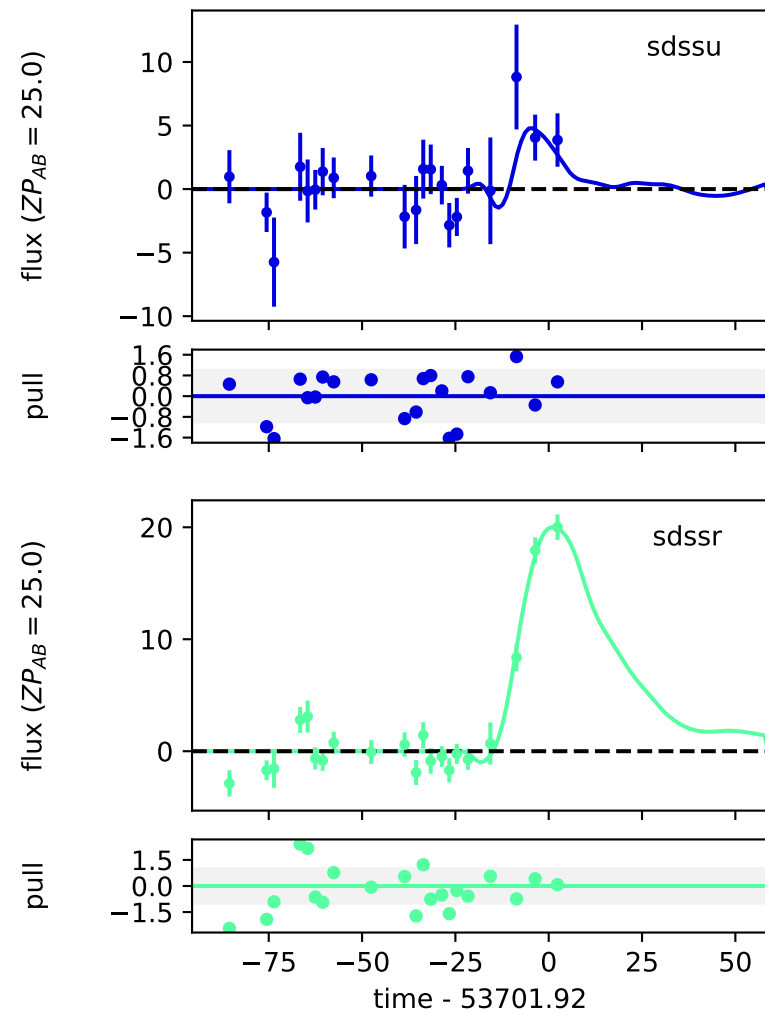 sdssu
flux (ZP_AB = 25.0)
10
5
0
−5
−10
pull
1.6
0.8
0.0
−0.8
−1.6
sdssr
flux (ZP_AB = 25.0)
20
10
0
pull
1.5
0.0
−1.5
−75 −50 −25 0 25 50
time - 53701.92